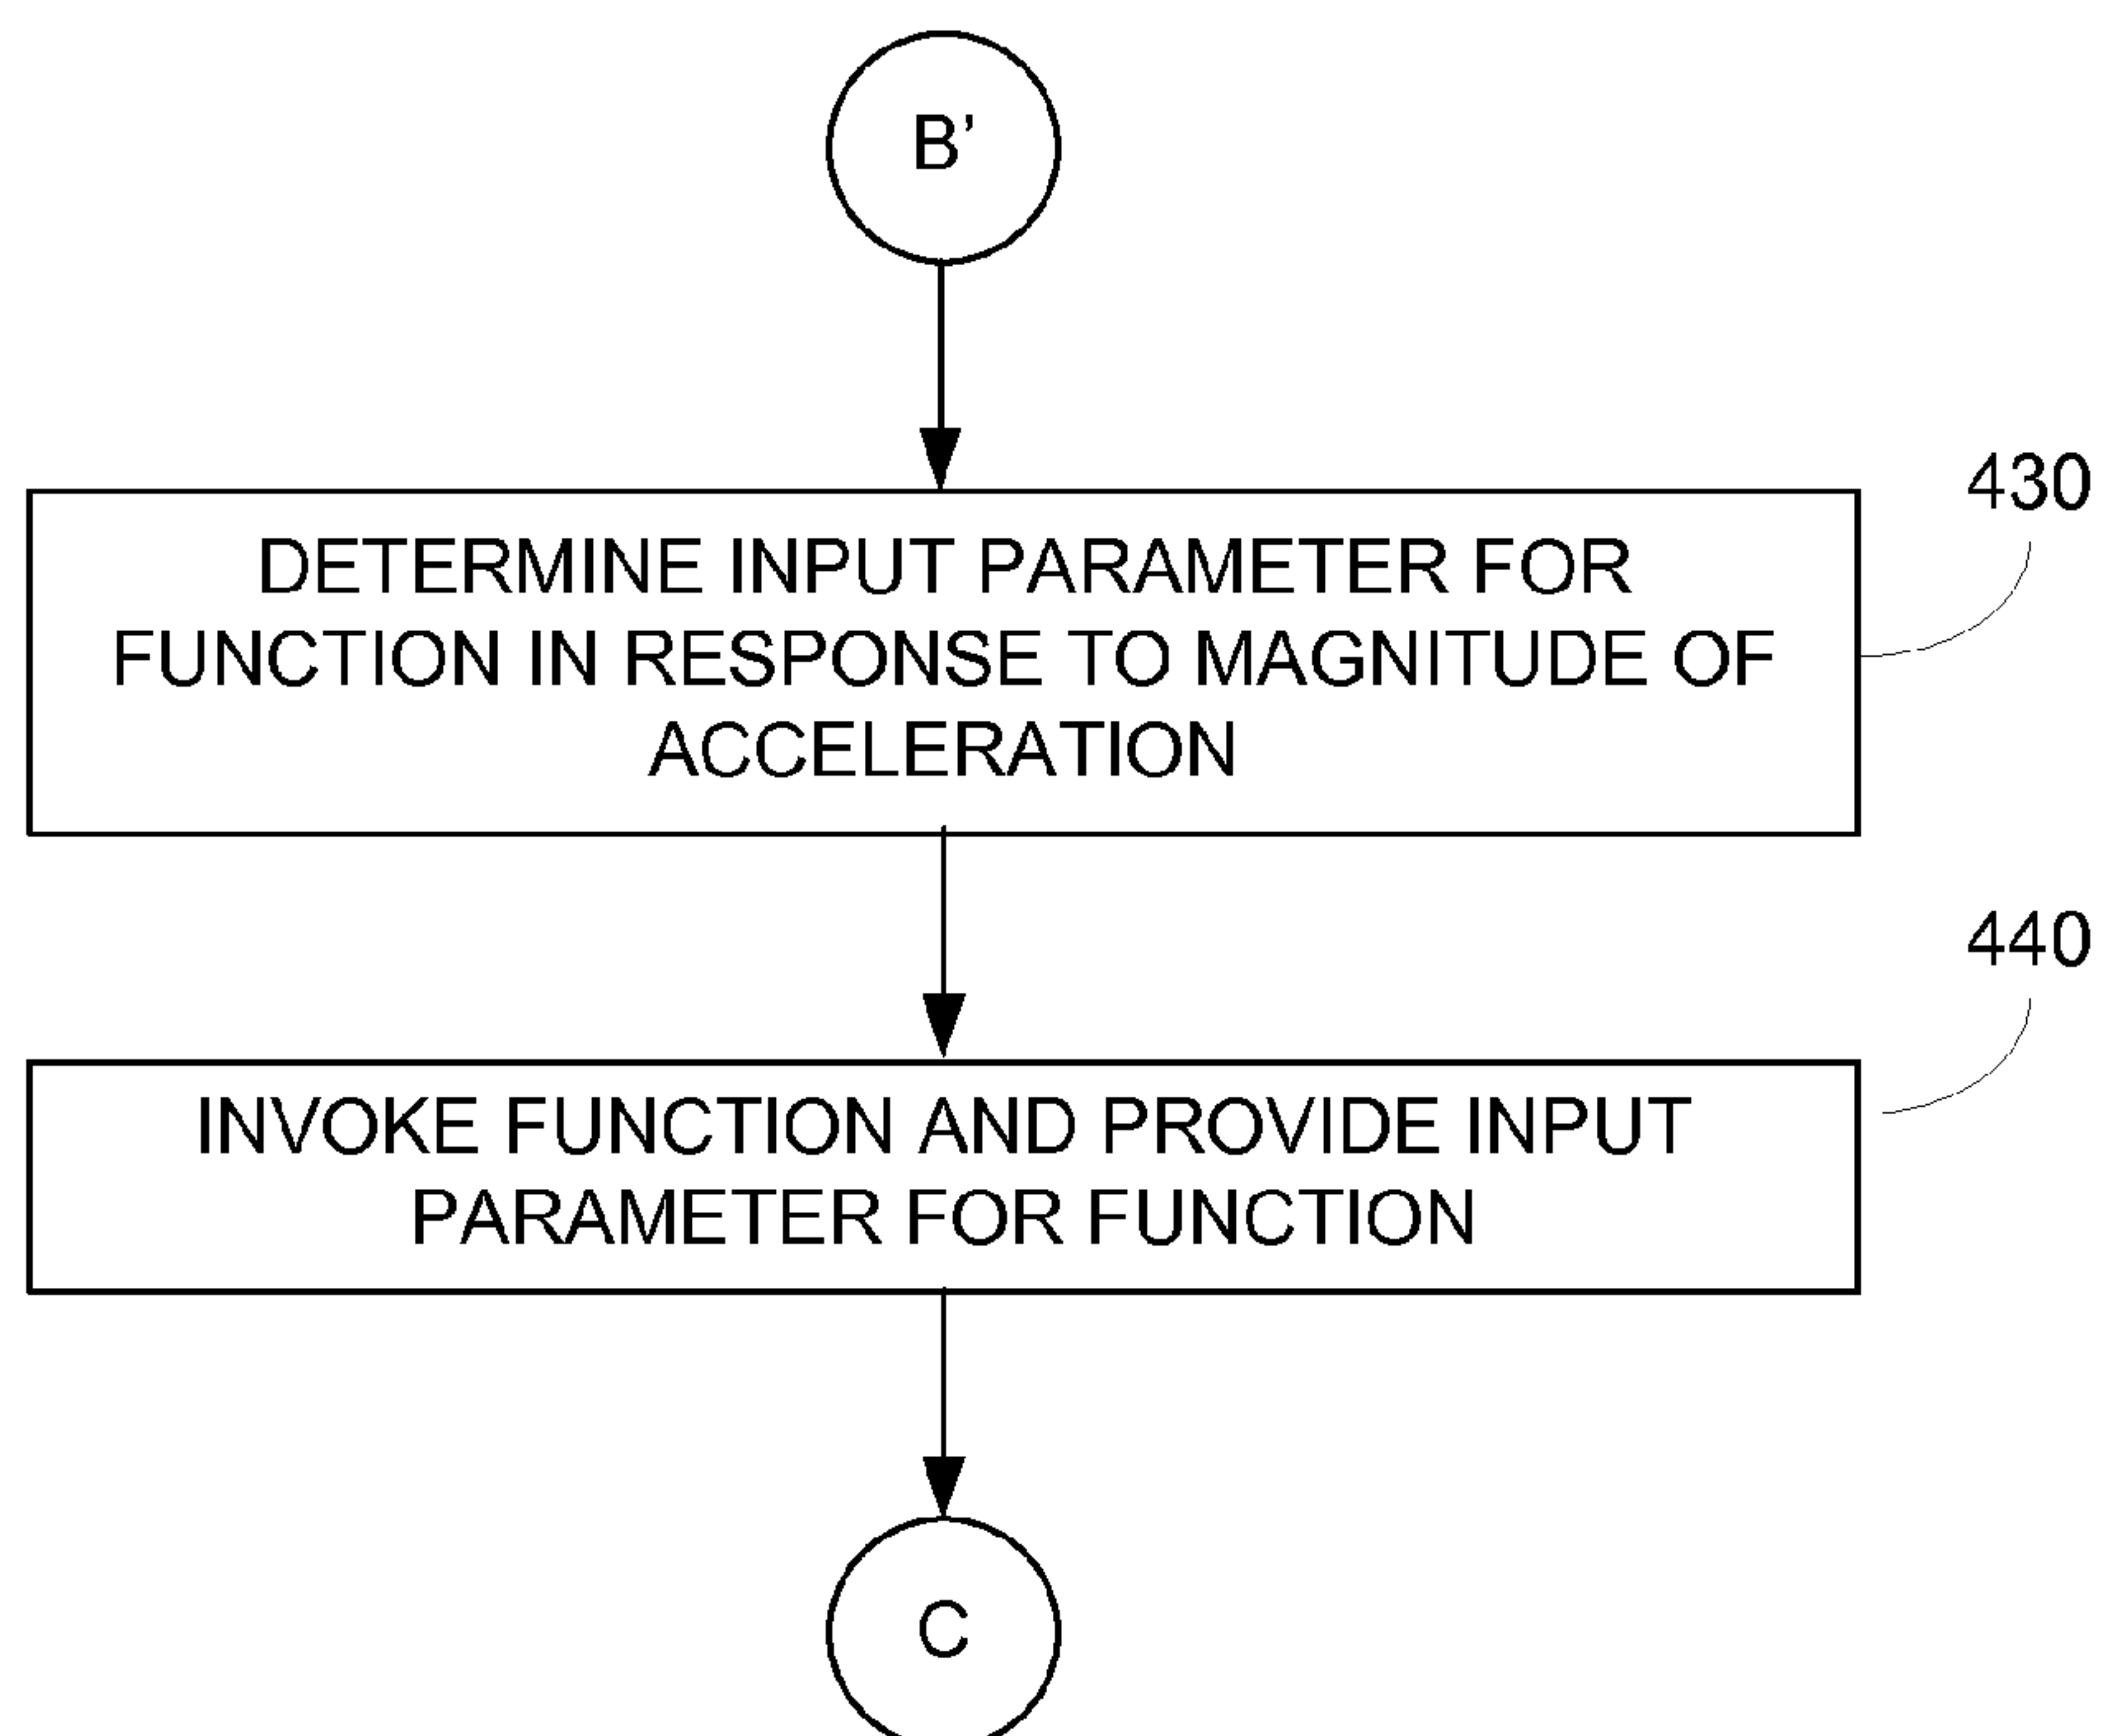 B’
430
DETERMINE INPUT PARAMETER FOR
FUNCTION IN RESPONSE TO MAGNITUDE OF
ACCELERATION
440
INVOKE FUNCTION AND PROVIDE INPUT
PARAMETER FOR FUNCTION
C